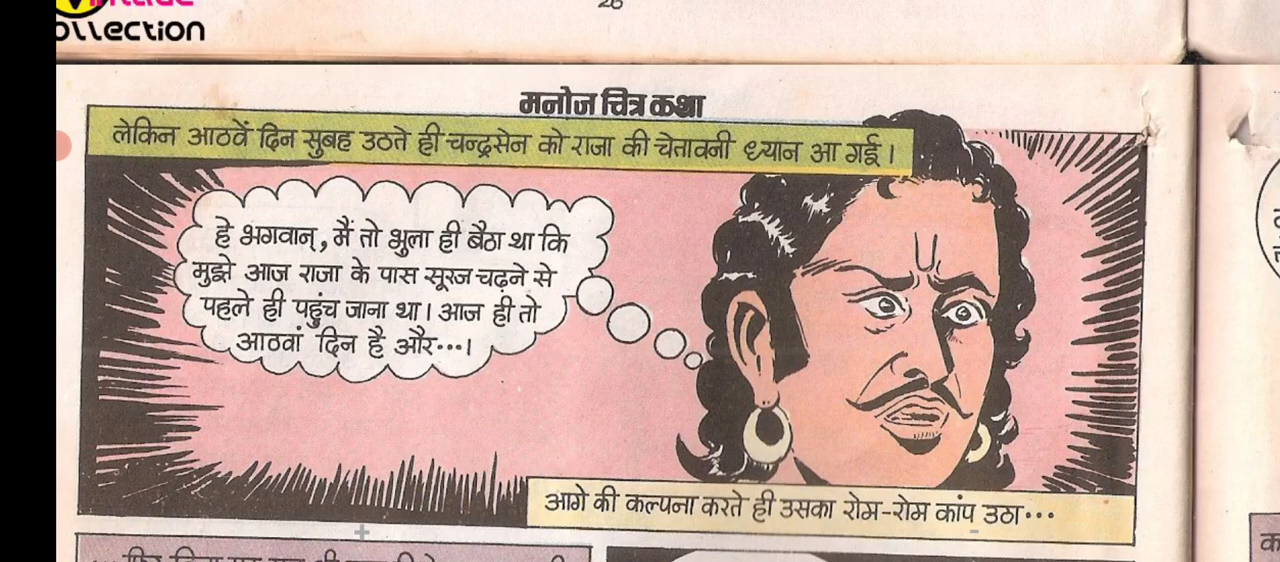 ollection
26
मनोज चित्र कथा
लेकिन आठवें दिन सुबह उठते ही चन्द्रसेन को राजा की चेतावनी ध्यान आ गई।
हे भगवान्, मैं तो भुला ही बैठा था कि
मुझे आज राजा के पास सूरज चढ़ने से
पहले ही पहुंच जाना था। आज ही तो
आठवां दिन है और...।
आगे की कल्पना करते ही उसका रोम-रोम कांप उठा...